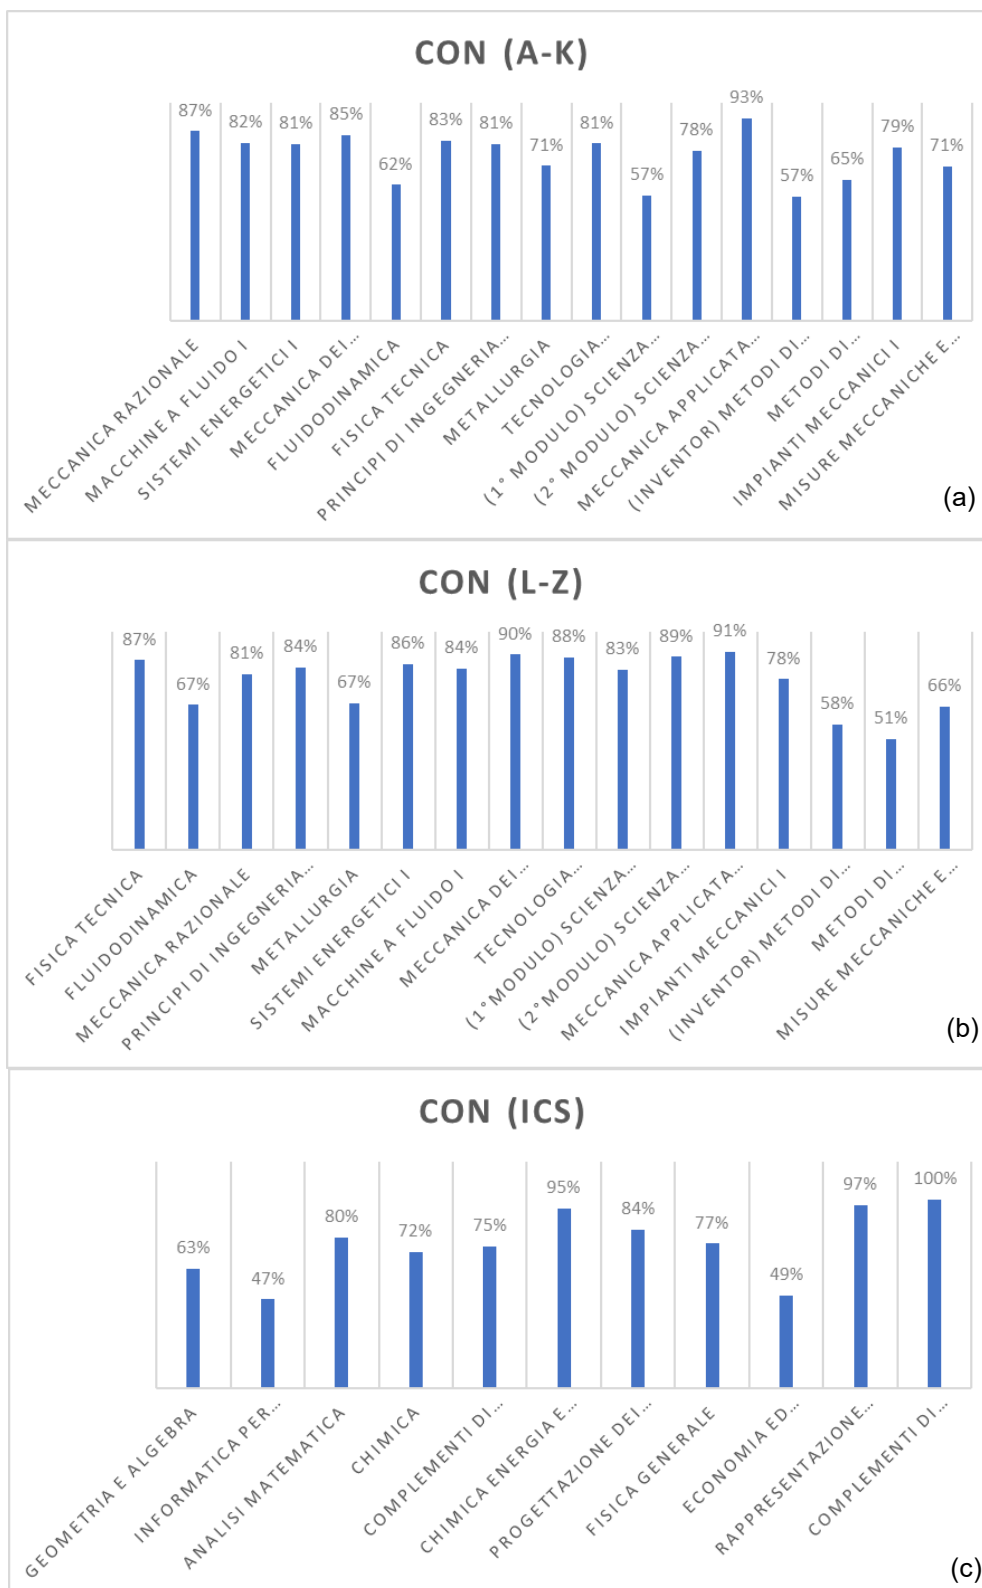 CON (A-K)
87%
82%
81%
85%
62%
83%
81%
71%
81%
57%
78%
93%
57%
65%
79%
71%
MECCANICA RAZIONALE
MACCHINE A FLUIDO I
SISTEMI ENERGETICI I
MECCANICA DEI…
FLUIDODINAMICA
FISICA TECNICA
PRINCIPI DI INGEGNERIA…
METALLURGIA
TECNOLOGIA…
(1° MODULO) SCIENZA…
(2° MODULO) SCIENZA…
MECCANICA APPLICATA…
(INVENTOR) METODI DI…
METODI DI…
IMPIANTI MECCANICI I
MISURE MECCANICHE E…
(a)
CON (L-Z)
87%
67%
81%
84%
67%
86%
84%
90%
88%
83%
89%
91%
78%
58%
51%
66%
FISICA TECNICA
FLUIDODINAMICA
MECCANICA RAZIONALE
PRINCIPI DI INGEGNERIA…
METALLURGIA
SISTEMI ENERGETICI I
MACCHINE A FLUIDO I
MECCANICA DEI…
TECNOLOGIA…
(1°MODULO) SCIENZA…
(2°MODULO) SCIENZA…
MECCANICA APPLICATA…
IMPIANTI MECCANICI I
(INVENTOR) METODI DI…
METODI DI…
MISURE MECCANICHE E…
(b)
CON (ICS)
63%
47%
80%
72%
75%
95%
84%
77%
49%
97%
100%
GEOMETRIA E ALGEBRA
INFORMATICA PER…
ANALISI MATEMATICA
CHIMICA
COMPLEMENTI DI…
CHIMICA ENERGIA E…
PROGETTAZIONE DEI…
FISICA GENERALE
ECONOMIA ED…
RAPPRESENTAZIONE…
COMPLEMENTI DI…
(c)